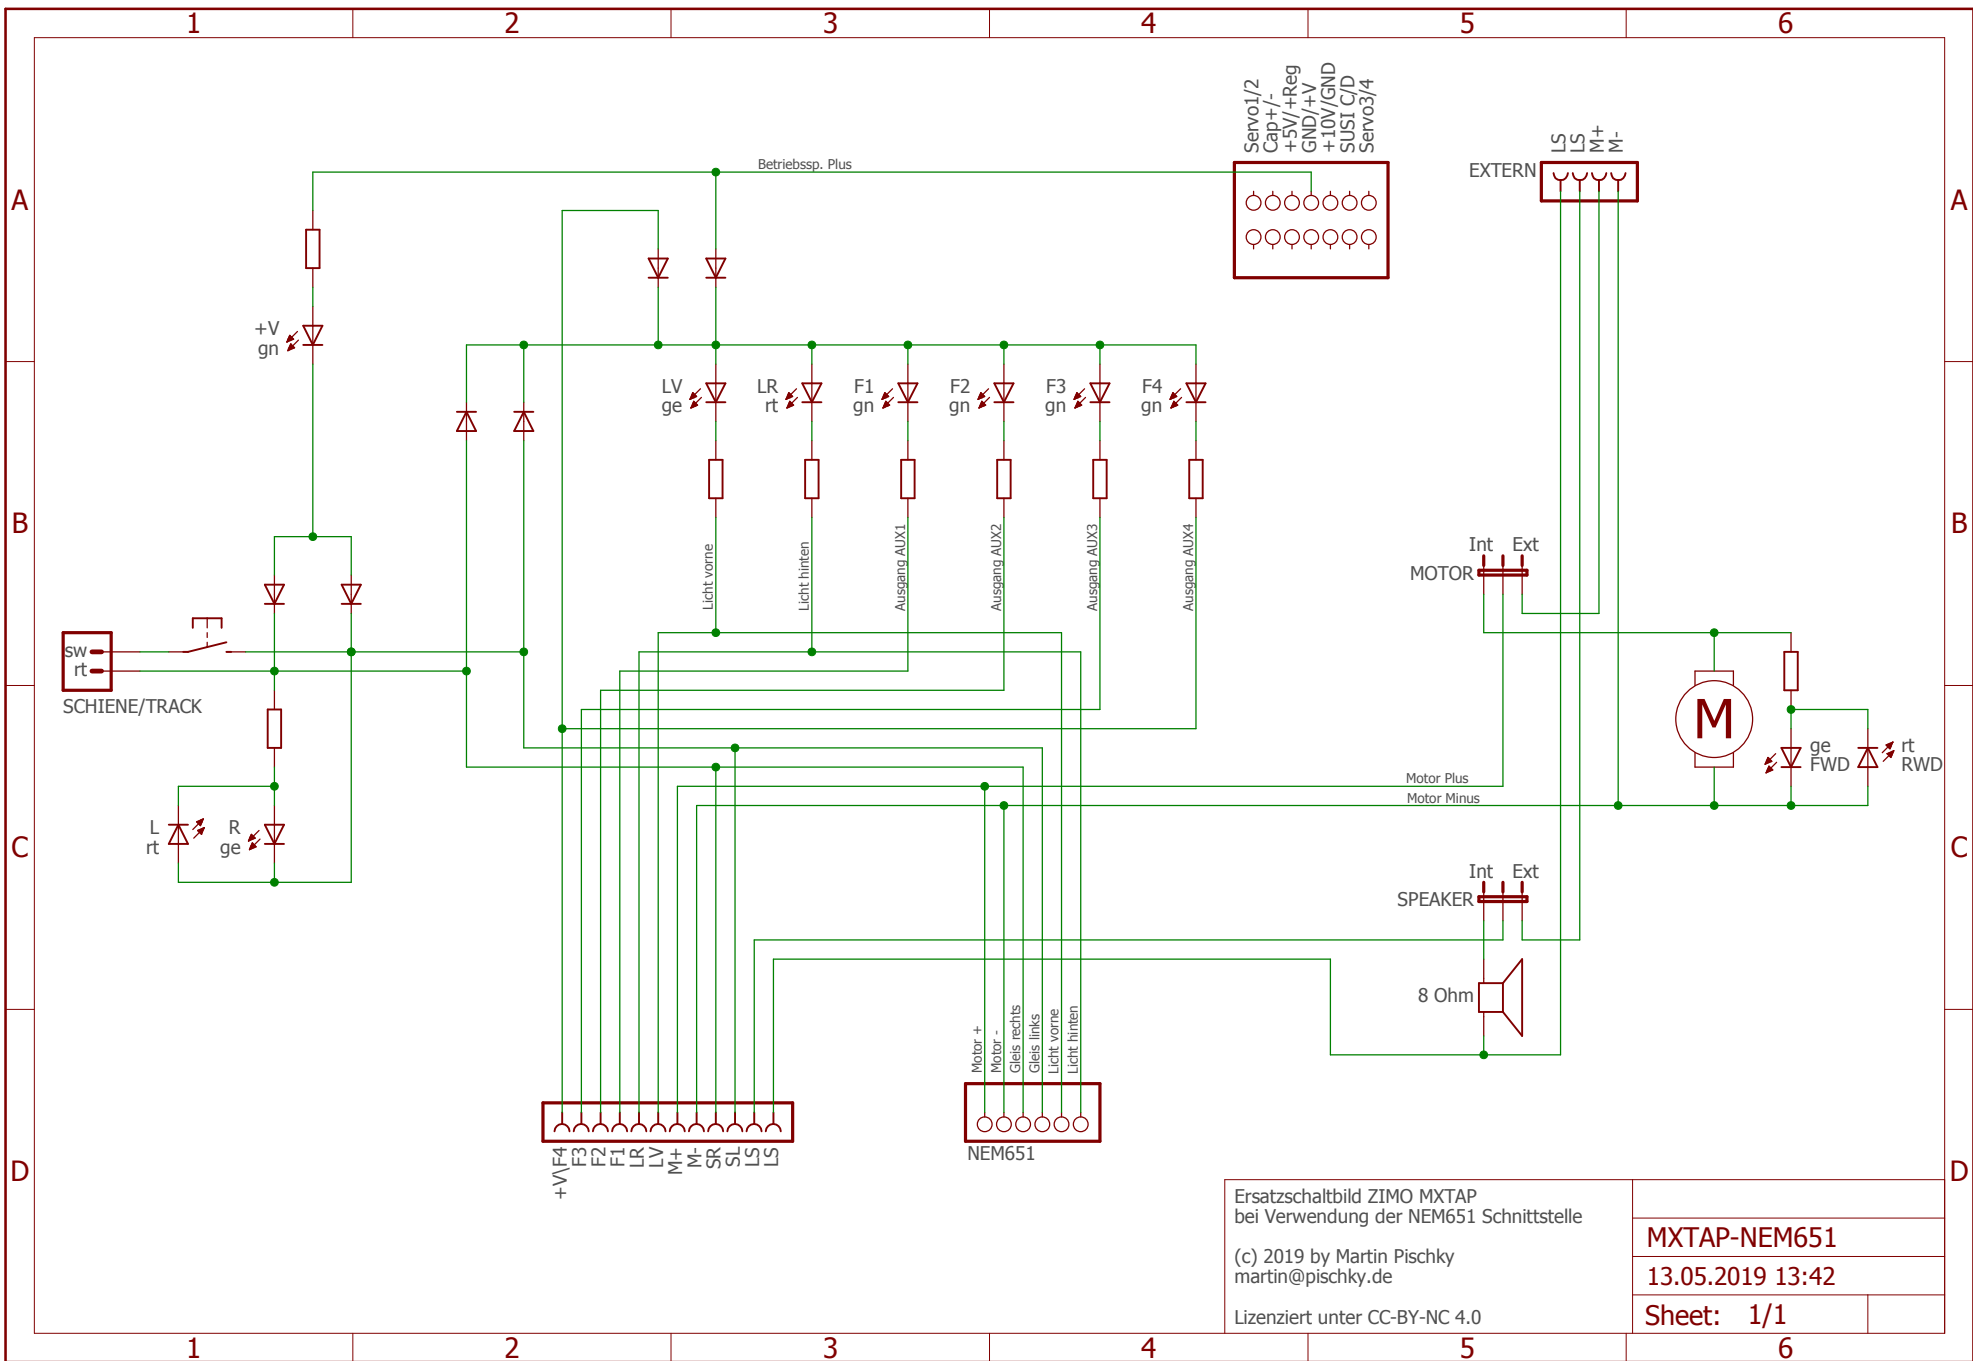 1 2 3 4 5 6
A A
B B
C C
D D
Servo1/2
Cap+/-
+5V/+Reg
GND/+V
+10V/GND
SUSI C/D
Servo3/4
EXTERN
LS
LS
M+
M-
Betriebssp. Plus
+V
gn
LV
ge
LR
rt
F1
gn
F2
gn
F3
gn
F4
gn
Licht vorne
Licht hinten
Ausgang AUX1
Ausgang AUX2
Ausgang AUX3
Ausgang AUX4
Int Ext
MOTOR
sw
rt
SCHIENE/TRACK
M
ge
FWD
rt
RWD
Motor Plus
Motor Minus
L
rt
R
ge
Int Ext
SPEAKER
8 Ohm
Motor +
Motor -
Gleis rechts
Gleis links
Licht vorne
Licht hinten
NEM651
+V\F4
F3
F2
F1
LR
LV
M+
M-
SR
SL
LS
LS
Ersatzschaltbild ZIMO MXTAP
bei Verwendung der NEM651 Schnittstelle
(c) 2019 by Martin Pischky
martin@pischky.de
Lizenziert unter CC-BY-NC 4.0
MXTAP-NEM651
13.05.2019 13:42
Sheet: 1/1
1 2 3 4 5 6